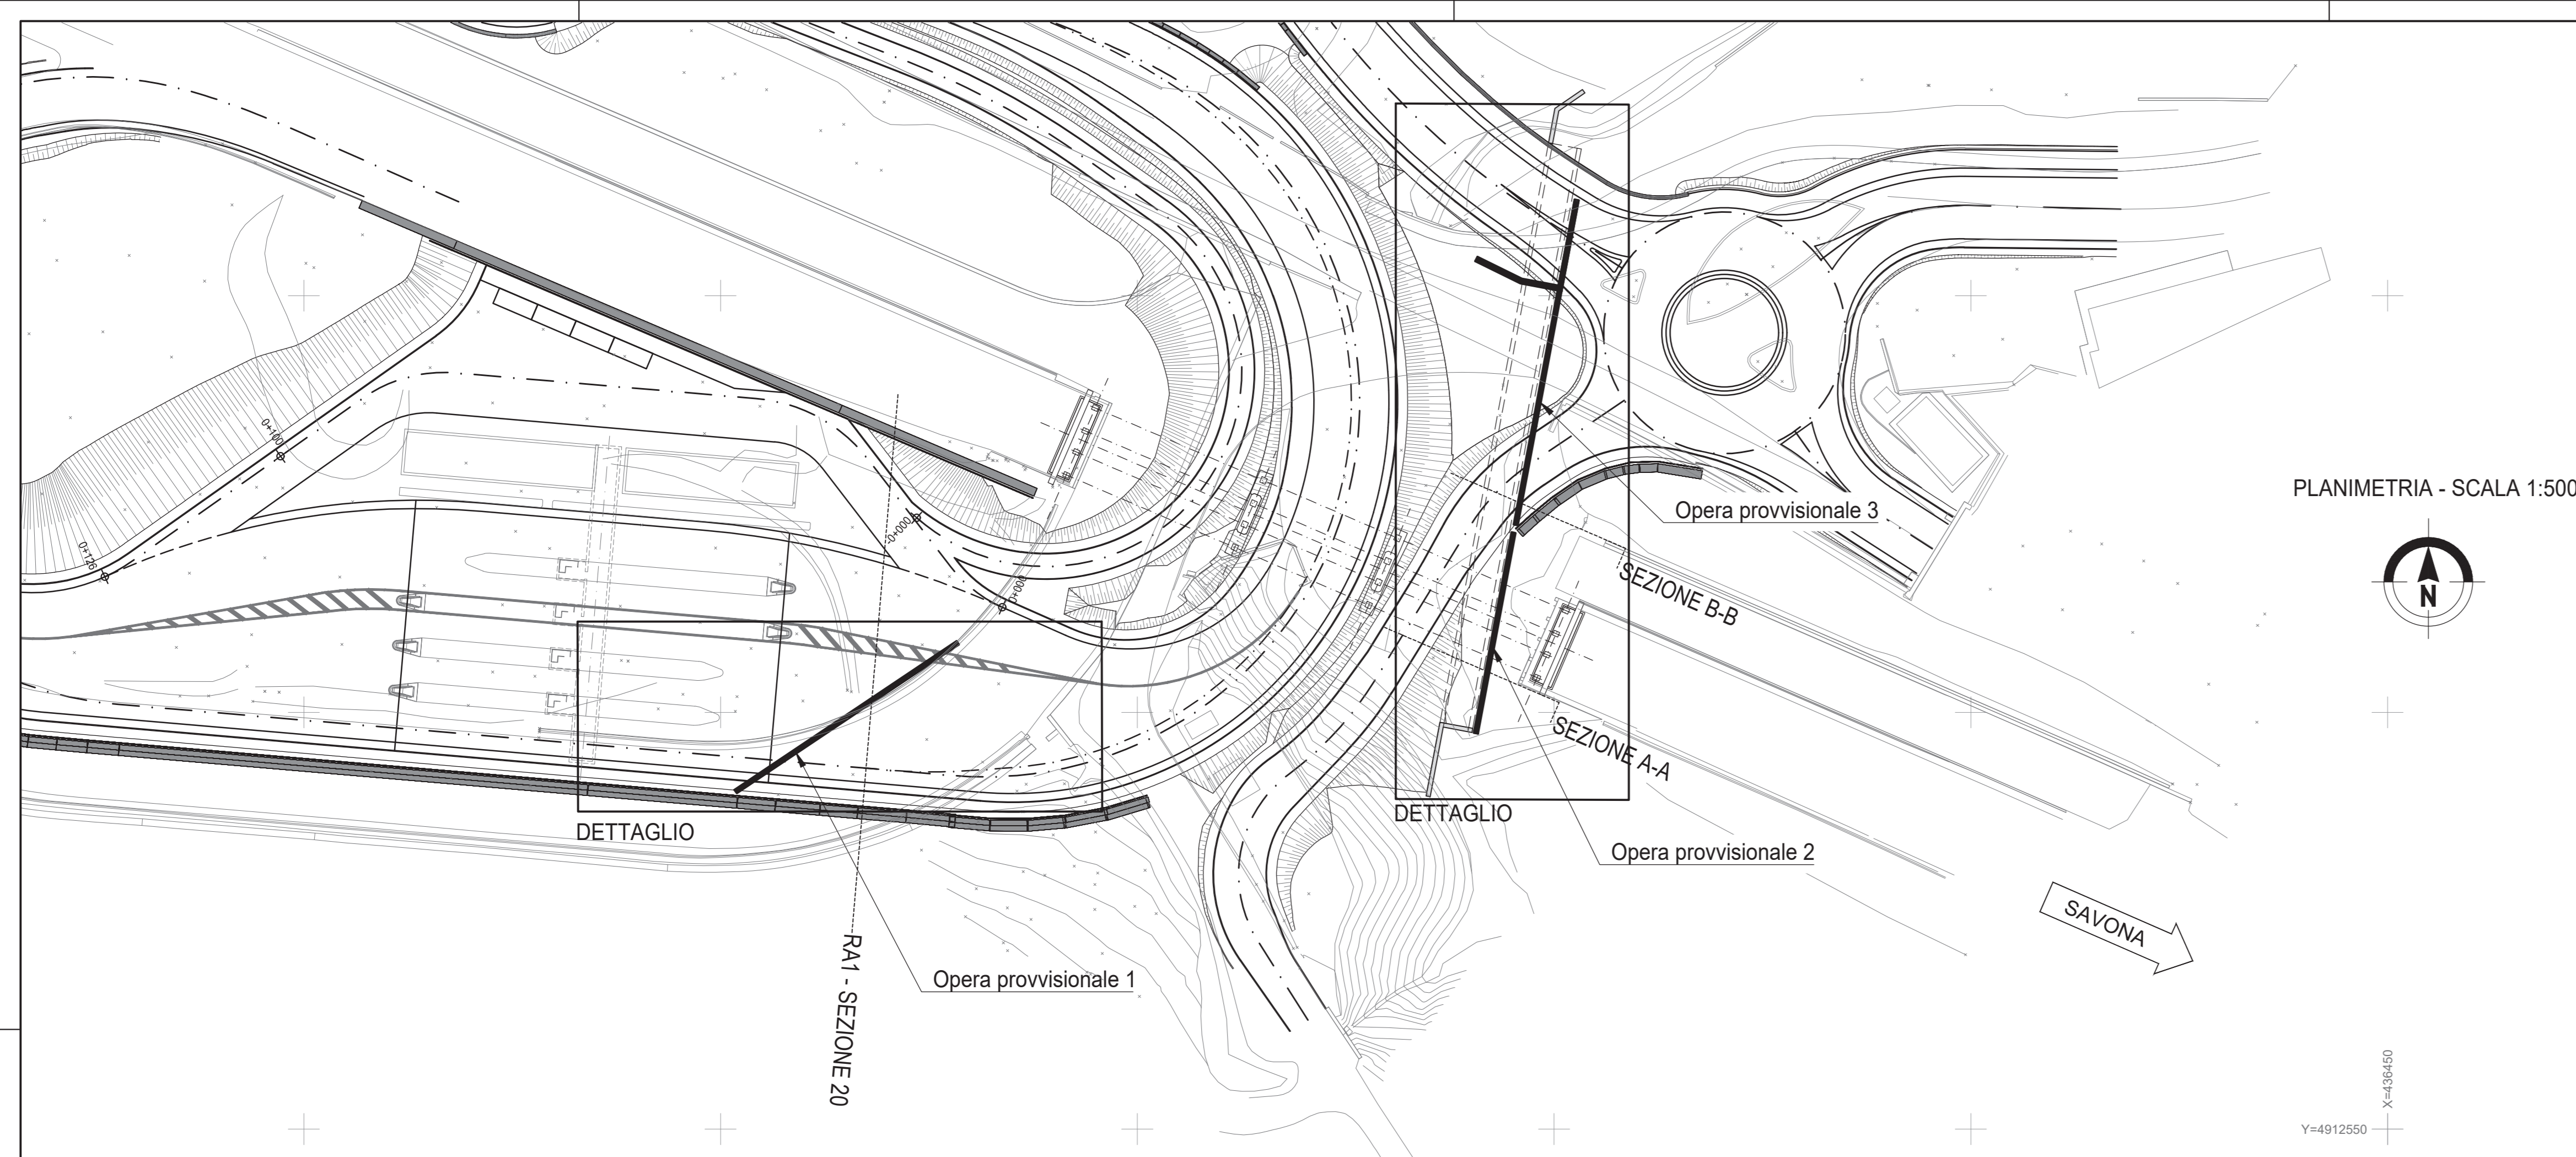 PLANIMETRIA - SCALA 1:500
N
0+100
0+126
0+000
0+000
Opera provvisionale 3
SEZIONE B-B
SEZIONE A-A
DETTAGLIO
DETTAGLIO
Opera provvisionale 2
SAVONA
Opera provvisionale 1
RA1 - SEZIONE 20
X=436450
Y=4912550